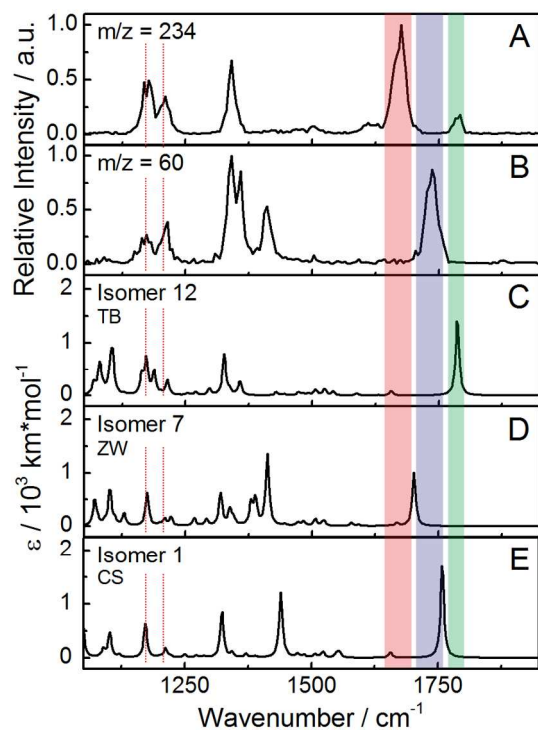 m/z = 234
A
1.0
0.5
0.0
m/z = 60
B
1.0
0.5
0.0
Relative Intensity / a.u.
Isomer 12
C
TB
2
1
0
Isomer 7
D
ZW
2
1
0
Isomer 1
E
CS
2
1
0
ε / 10³ km*mol⁻¹
1250 1500 1750
Wavenumber / cm⁻¹